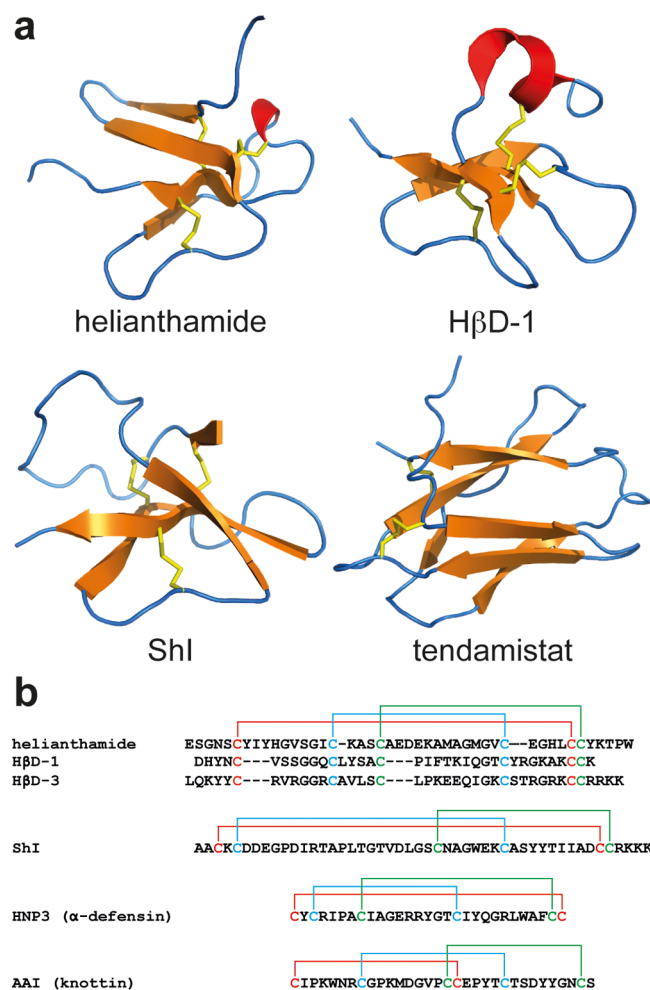 a
helianthamide
HβD-1
ShI
tendamistat
b
helianthamide ESGNSCYIYHGVSGIC-KASCAEDEKAMAGMGVC--EGHLCCYKTPW
HβD-1 DHYNC---VSSGGQCLYSAC---PIFTKIQGTCYRGKAKCCK
HβD-3 LQKYYC---RVRGGRCAVLSC---LPKEEQIGKCSTRGRKCCRRKK
ShI AACKCDDEGPDIRTAPLTGTVDLGSCNAGWEKCASYYTIIADCCRKKK
HNP3 (α-defensin) CYCRIPACIAGERRYGTCIYQGRLWAFCC
AAI (knottin) CIPKWNRCGPKMDGVPCCEPYTCTSDYYGNCS